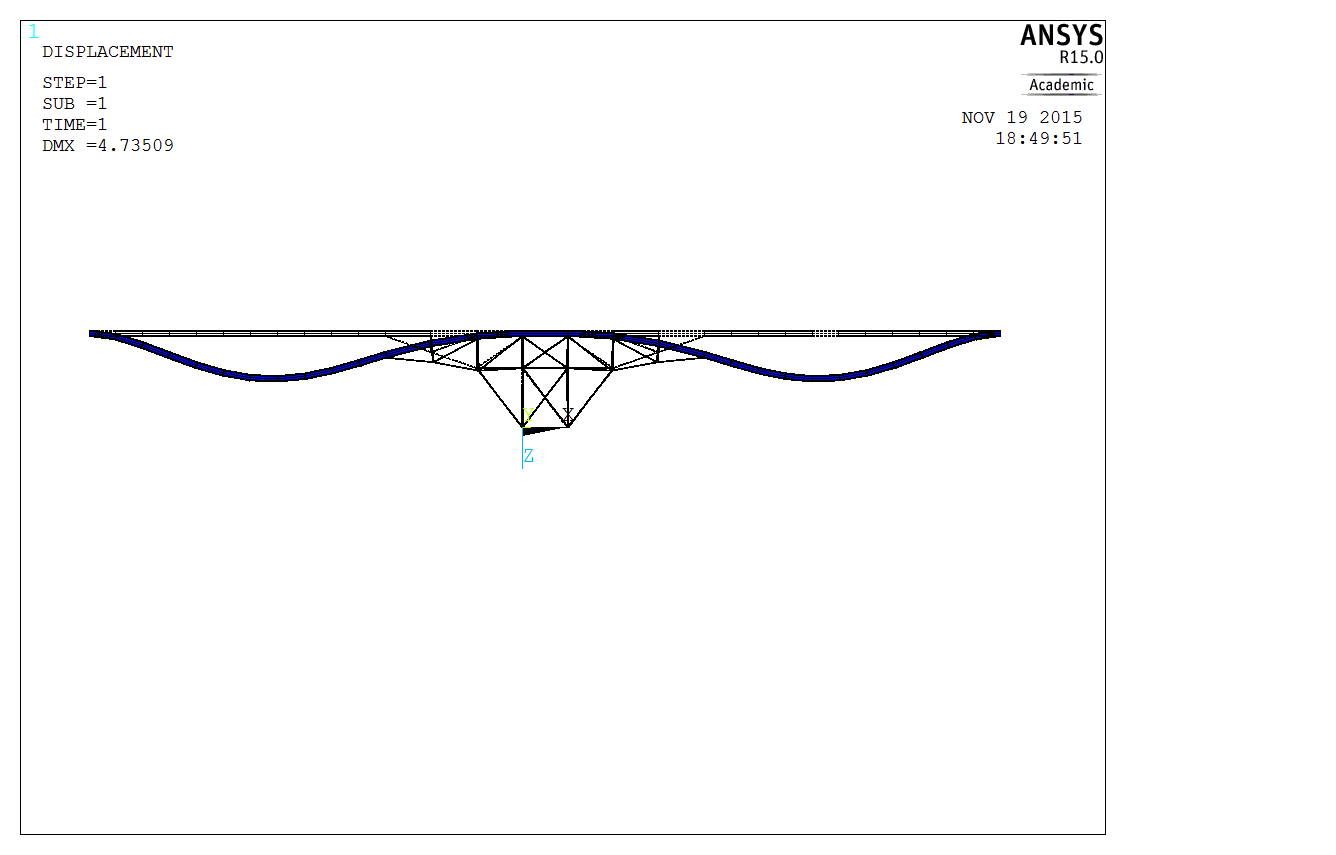 1
DISPLACEMENT
STEP=1
SUB =1
TIME=1
DMX =4.73509
ANSYS
R15.0
Academic
NOV 19 2015
18:49:51
Y
X
Z